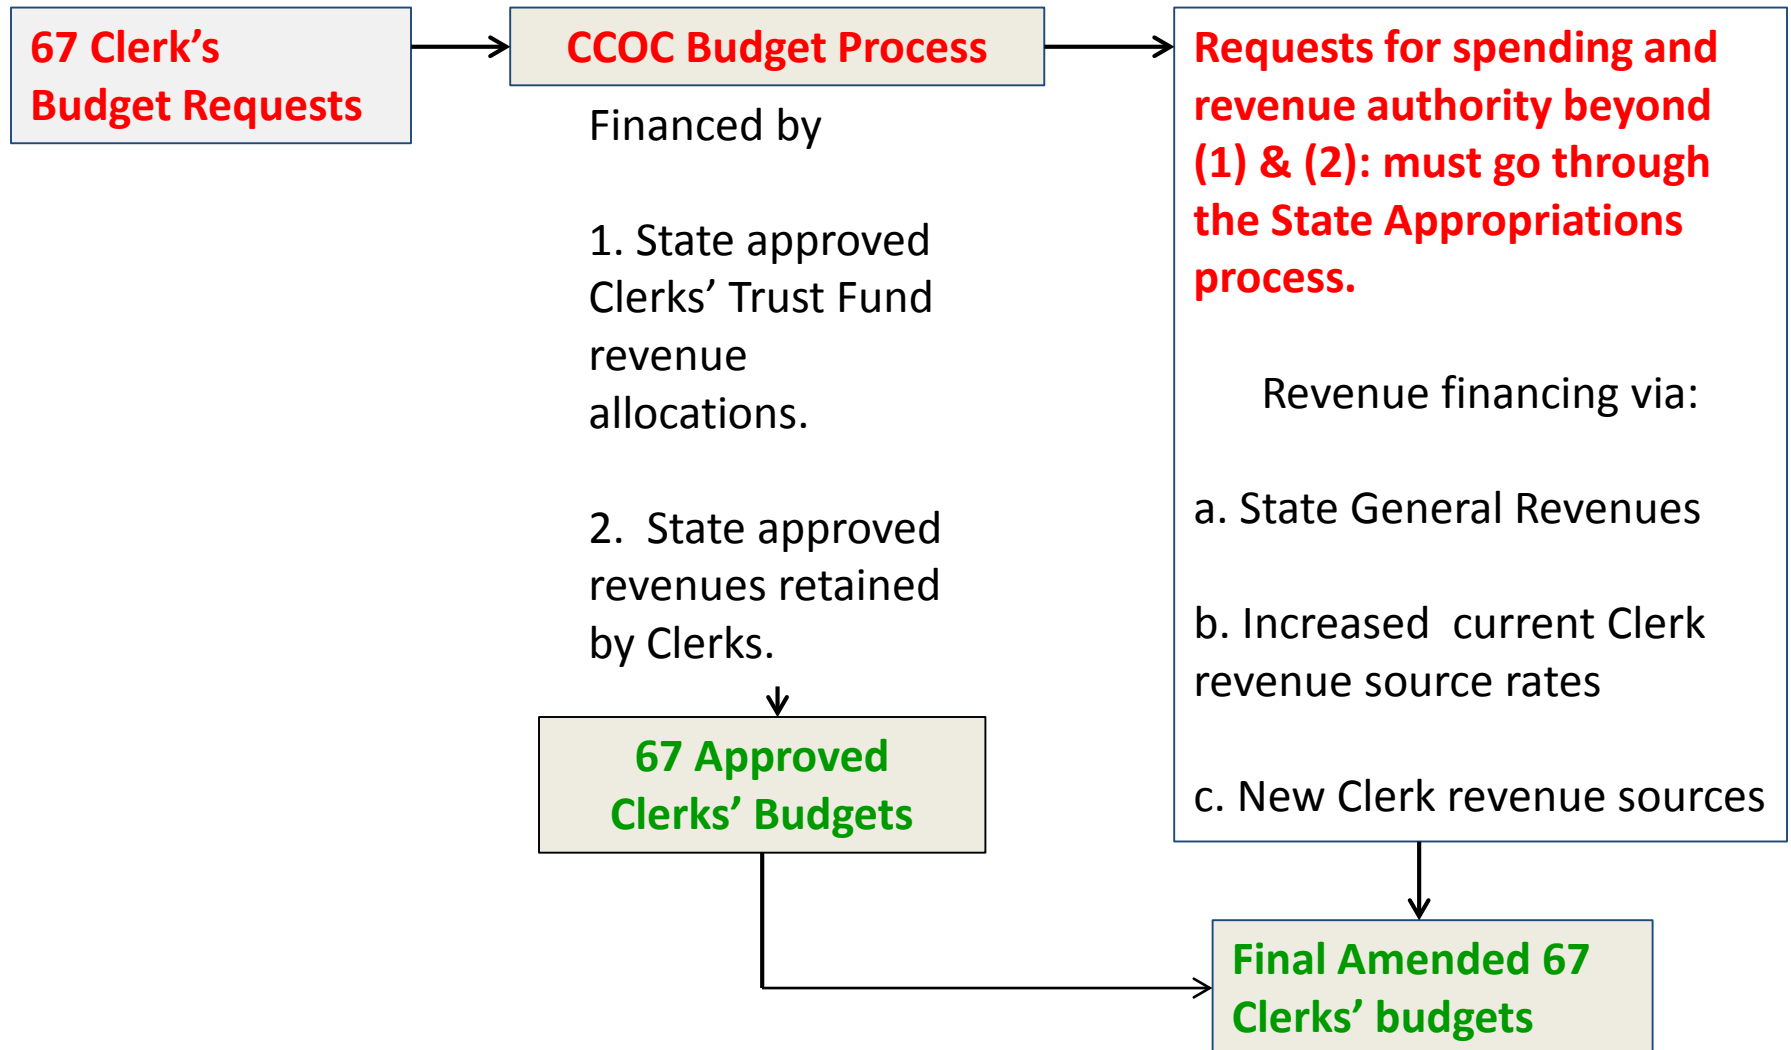 67 Clerk’s
Budget Requests
CCOC Budget Process
Financed by
1. State approved
Clerks’ Trust Fund
revenue
allocations.
2.  State approved
revenues retained
by Clerks.
67 Approved
Clerks’ Budgets
Requests for spending and
revenue authority beyond
(1) & (2): must go through
the State Appropriations
process.
Revenue financing via:
a. State General Revenues
b. Increased  current Clerk
revenue source rates
c. New Clerk revenue sources
Final Amended 67
Clerks’ budgets